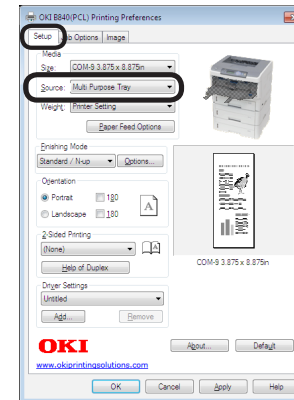 OKI B840(PCL) Printing Preferences
Setup Job Options Image
Media
Size: COM-9 3.875 x 8.875in
Source: Multi Purpose Tray
Weight: Printer Setting
Paper Feed Options
Finishing Mode
Standard / N-up Options...
Orientation
Portrait 180
Landscape 180
A
2-Sided Printing
(None)
COM-9 3.875 x 8.875in
Help of Duplex
Driver Settings
Untitled
Add... Remove
OKI
About... Default
www.okiprintingsolutions.com
OK Cancel Apply Help